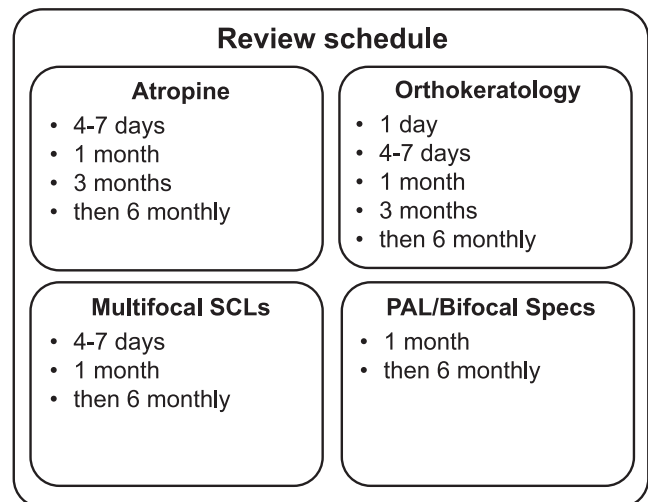 Review schedule
Atropine
• 4-7 days
• 1 month
• 3 months
• then 6 monthly
Orthokeratology
• 1 day
• 4-7 days
• 1 month
• 3 months
• then 6 monthly
Multifocal SCLs
• 4-7 days
• 1 month
• then 6 monthly
PAL/Bifocal Specs
• 1 month
• then 6 monthly